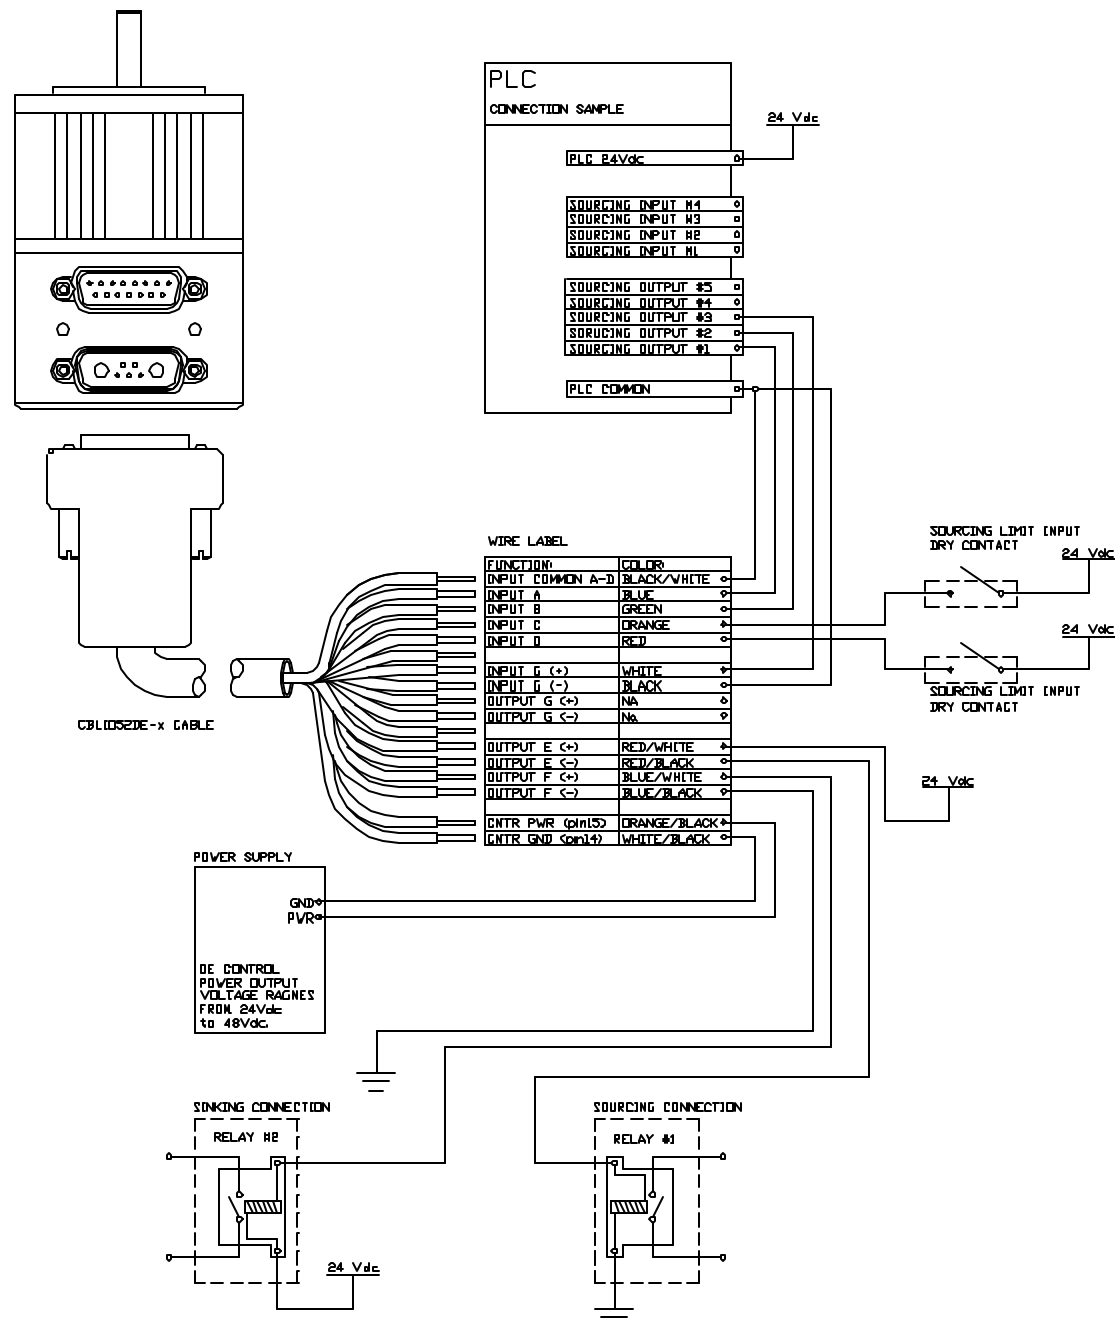 PLC
CONNECTION SAMPLE
24 Vdc
PLC 24Vdc
SOURCING INPUT #4
SOURCING INPUT #3
SOURCING INPUT #2
SOURCING INPUT #1
SOURCING OUTPUT #5
SOURCING OUTPUT #4
SOURCING OUTPUT #3
SORUCING OUTPUT #2
SOURCING OUTPUT #1
PLC COMMON
WIRE LABEL
FUNCTION: COLOR:
INPUT COMMON A-D BLACK/WHITE
INPUT A BLUE
INPUT B GREEN
INPUT C ORANGE
INPUT D RED
INPUT G (+) WHITE
INPUT G (-) BLACK
OUTPUT G (+) NA
OUTPUT G (-) Na
OUTPUT E (+) RED/WHITE
OUTPUT E (-) RED/BLACK
OUTPUT F (+) BLUE/WHITE
OUTPUT F (-) BLUE/BLACK
CNTR PWR (pin15) ORANGE/BLACK
CNTR GND (pin14) WHITE/BLACK
SOURCING LIMIT INPUT
DRY CONTACT
24 Vdc
24 Vdc
SOURCING LIMIT INPUT
DRY CONTACT
24 Vdc
CABLE
POWER SUPPLY
GND
PWR
DE CONTROL
POWER OUTPUT
VOLTAGE RAGNES
FROM 24Vdc
to 48Vdc.
SINKING CONNECTION
RELAY #2
24 Vdc
SOURCING CONNECTION
RELAY #1